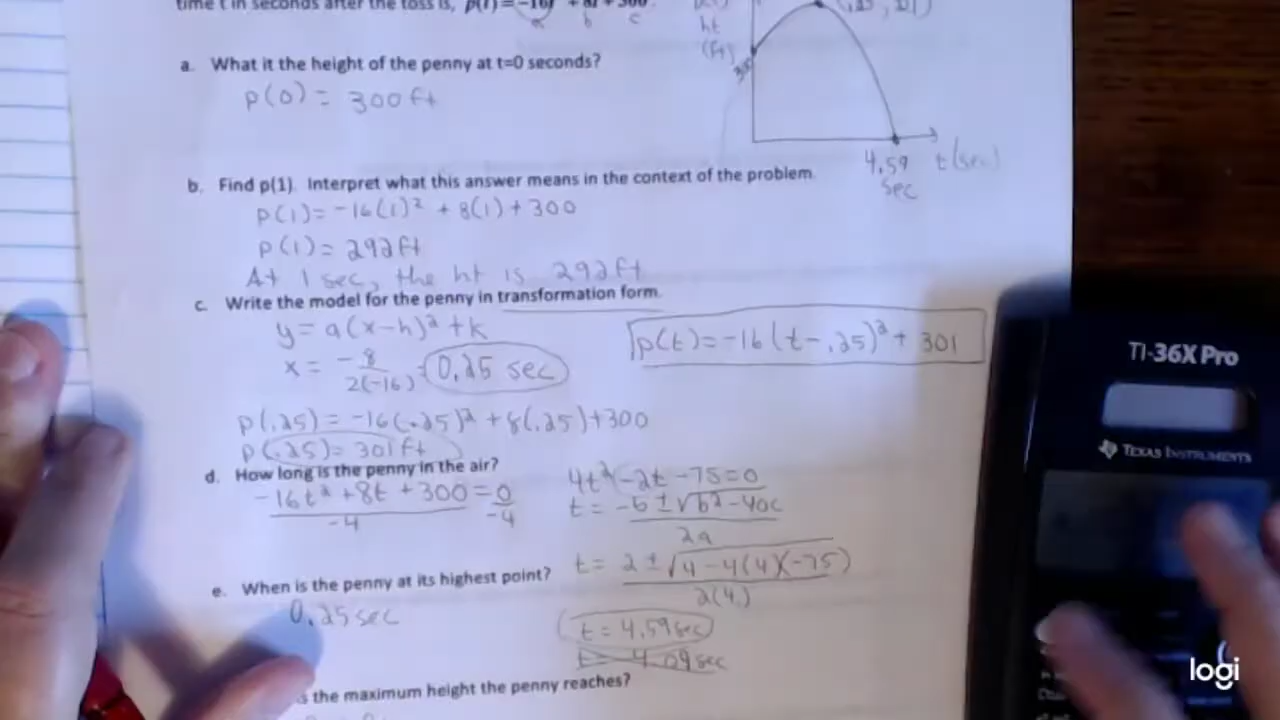 time t in seconds after the toss is, p(t) = -16t² + 8t + 300.
a b c
ht
(ft)
300
a. What it the height of the penny at t=0 seconds?
p(0) = 300 ft
4.59 t(sec)
sec
b. Find p(1). Interpret what this answer means in the context of the problem.
p(1) = -16(1)² + 8(1) + 300
p(1) = 292ft
At 1 sec, the ht is 292ft
c. Write the model for the penny in transformation form.
y = a(x-h)² + k
p(t) = -16(t-.25)² + 301
x = -8/2(-16) = 0.25 sec
p(.25) = -16(.25)² + 8(.25) + 300
p(.25) = 301ft
d. How long is the penny in the air?
-16t² + 8t + 300 = 0
-4 -4
4t² - 2t - 75 = 0
t = -b ± √b² - 4ac
2a
t = 2 ± √4 - 4(4)(-75)
2(4)
t = 4.59 sec
t = 4.09 sec
e. When is the penny at its highest point?
0.25 sec
s the maximum height the penny reaches?
TI-36X Pro
TEXAS INSTRUMENTS
logi